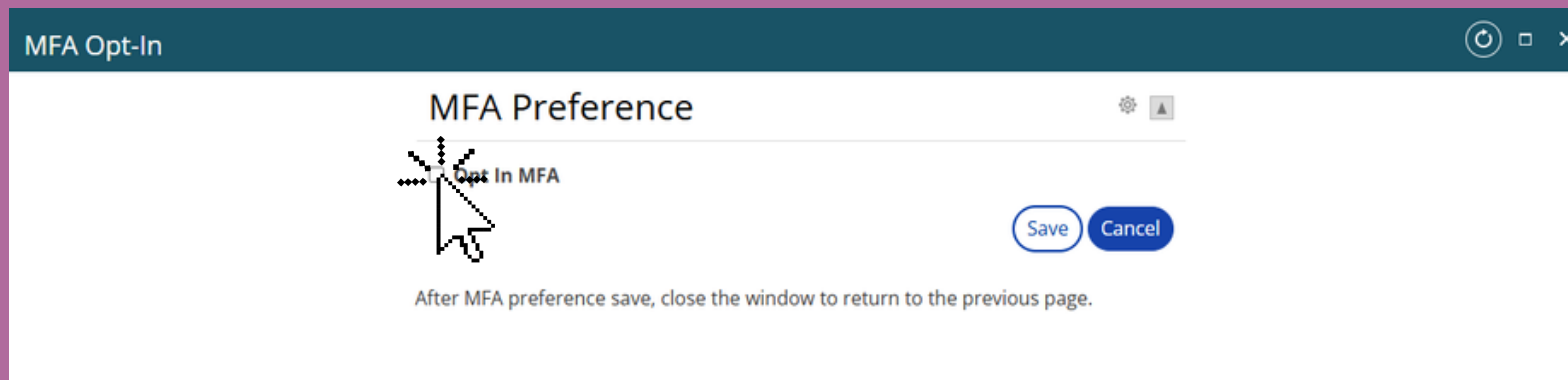 MFA Opt-In
MFA Preference
Opt In MFA
Save Cancel
After MFA preference save, close the window to return to the previous page.